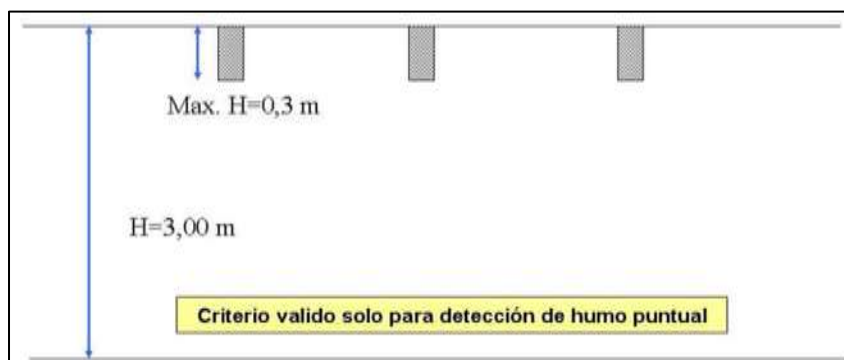 Max. H=0,3 m
H=3,00 m
Criterio valido solo para detección de humo puntual